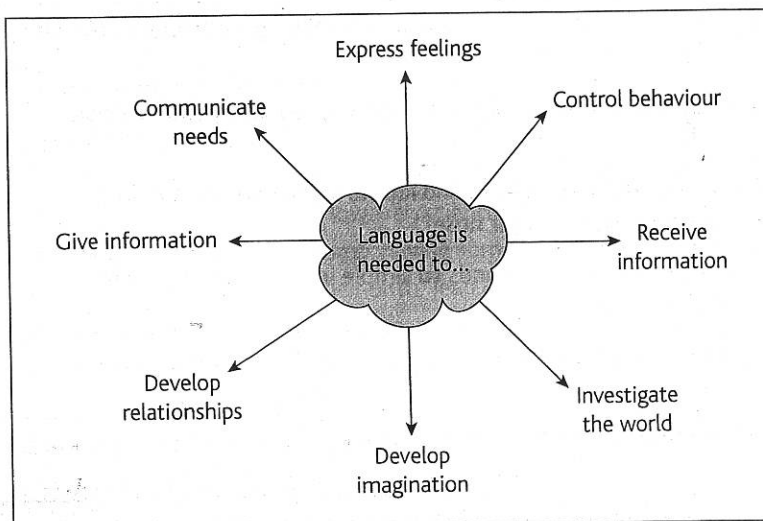 Express feelings
Control behaviour
Communicate
needs
Language is
needed to...
Give information
Receive
information
Develop
relationships
Investigate
the world
Develop
imagination